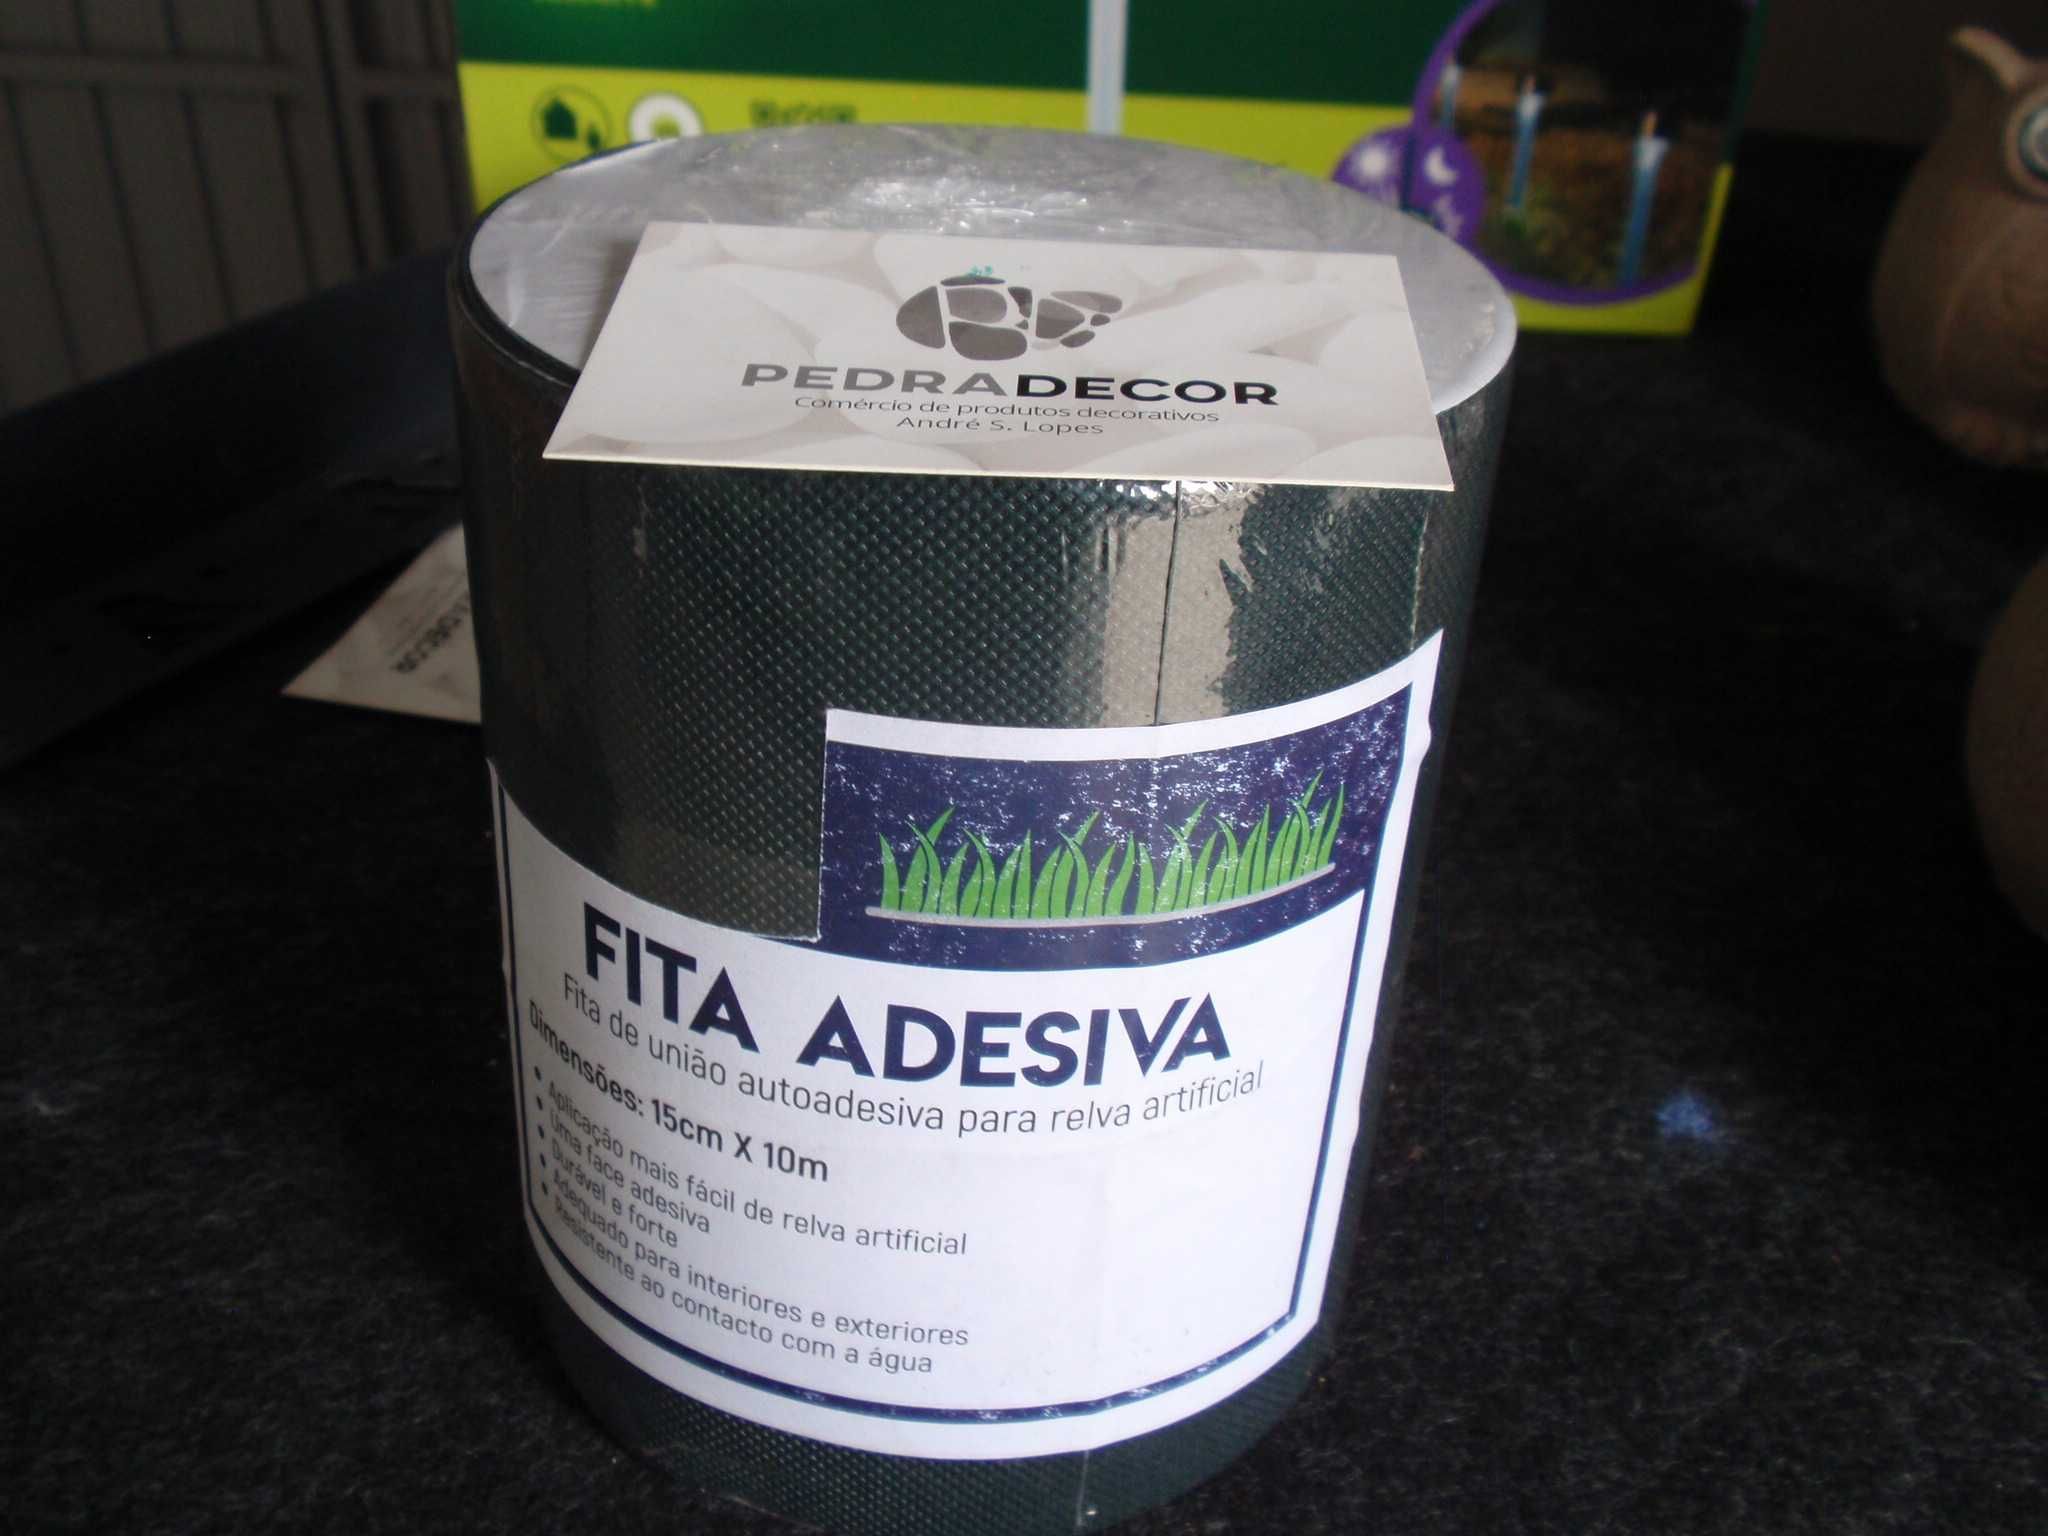 PEDRADECOR
Comércio de produtos decorativos
André S. Lopes
FITA ADESIVA
Fita de união autoadesiva para relva artificial
Dimensões: 15cm X 10m
• Aplicação mais fácil de relva artificial
• Uma face adesiva
• Durável e forte
• Adequado para interiores e exteriores
• Resistente ao contacto com a água